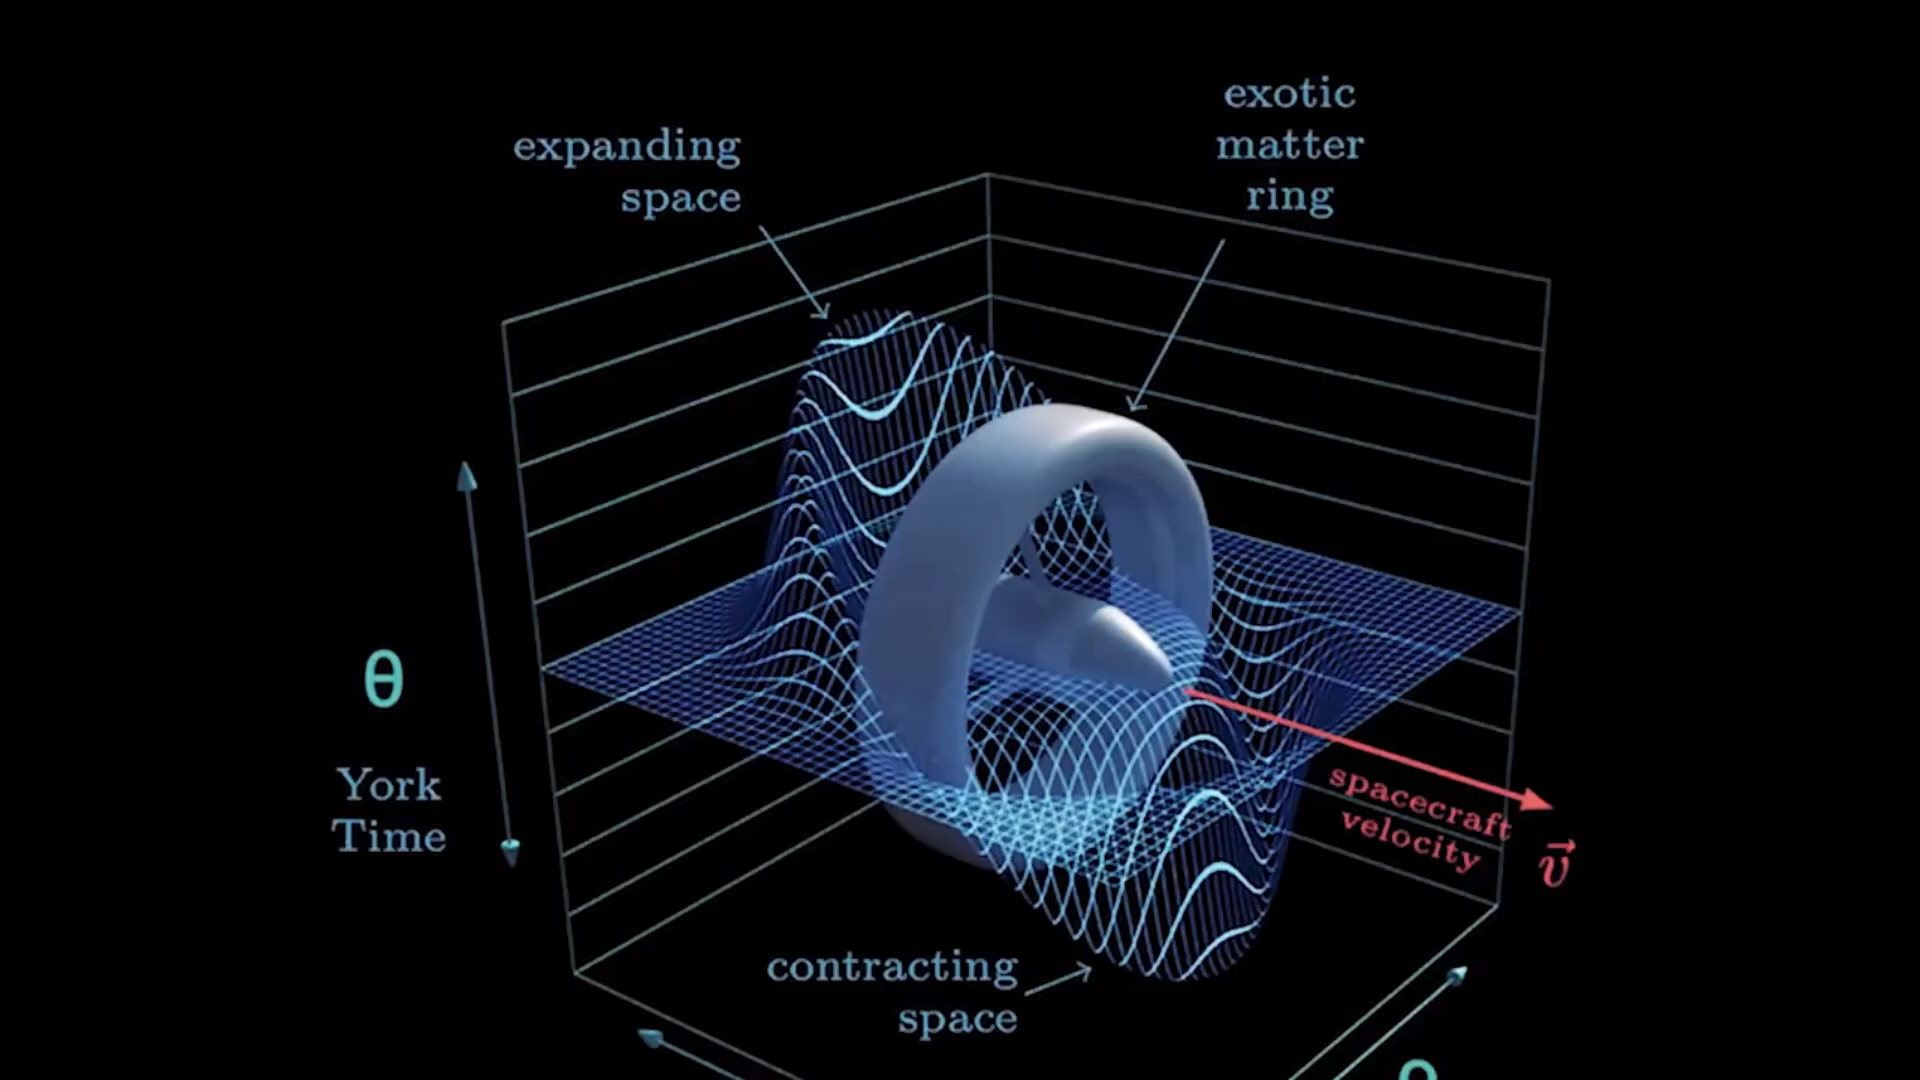 exotic
matter
ring
expanding
space
θ
York
Time
spacecraft
velocity
v⃗
contracting
space